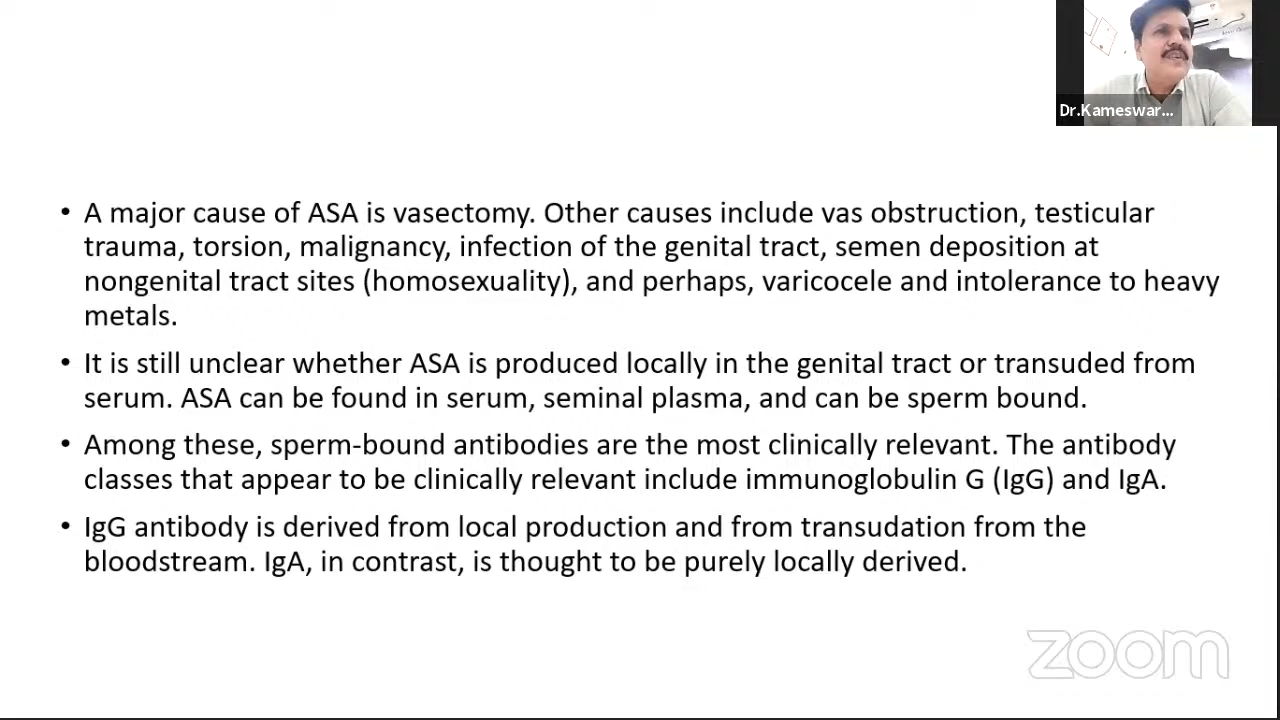 Dr.Kameswar...
• A major cause of ASA is vasectomy. Other causes include vas obstruction, testicular
trauma, torsion, malignancy, infection of the genital tract, semen deposition at
nongenital tract sites (homosexuality), and perhaps, varicocele and intolerance to heavy
metals.
• It is still unclear whether ASA is produced locally in the genital tract or transuded from
serum. ASA can be found in serum, seminal plasma, and can be sperm bound.
• Among these, sperm-bound antibodies are the most clinically relevant. The antibody
classes that appear to be clinically relevant include immunoglobulin G (IgG) and IgA.
• IgG antibody is derived from local production and from transudation from the
bloodstream. IgA, in contrast, is thought to be purely locally derived.
zoom